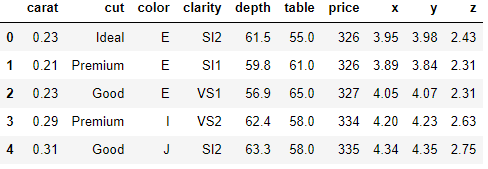 carat cut color clarity depth table price x y z
0 0.23 Ideal E SI2 61.5 55.0 326 3.95 3.98 2.43
1 0.21 Premium E SI1 59.8 61.0 326 3.89 3.84 2.31
2 0.23 Good E VS1 56.9 65.0 327 4.05 4.07 2.31
3 0.29 Premium I VS2 62.4 58.0 334 4.20 4.23 2.63
4 0.31 Good J SI2 63.3 58.0 335 4.34 4.35 2.75